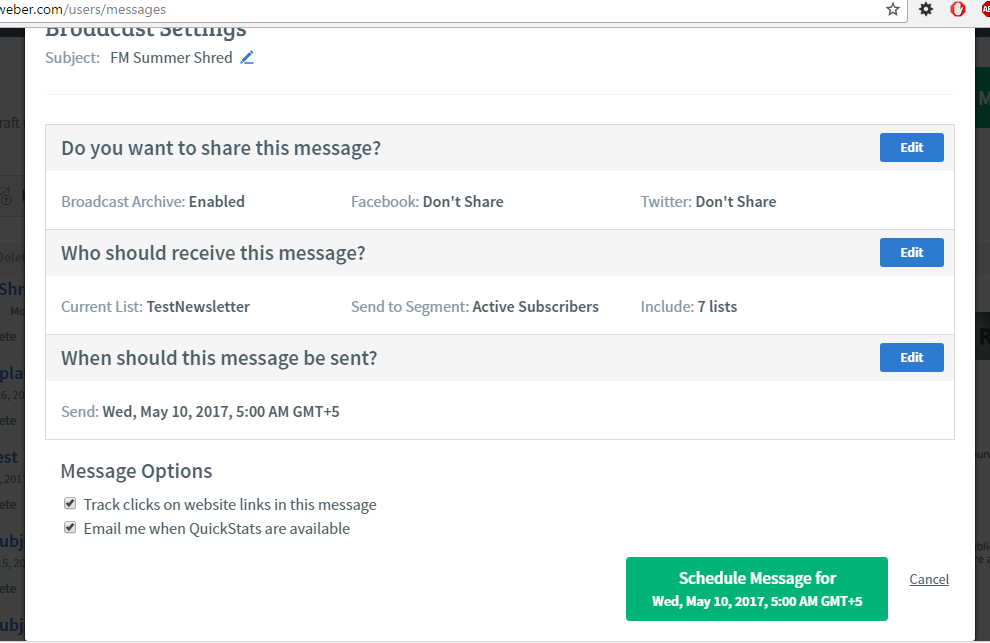 weber.com/users/messages
Broadcast Settings
Subject: FM Summer Shred
Do you want to share this message?
Edit
Broadcast Archive: Enabled Facebook: Don't Share Twitter: Don't Share
Who should receive this message?
Edit
Current List: TestNewsletter Send to Segment: Active Subscribers Include: 7 lists
When should this message be sent?
Edit
Send: Wed, May 10, 2017, 5:00 AM GMT+5
Message Options
Track clicks on website links in this message
Email me when QuickStats are available
Schedule Message for
Wed, May 10, 2017, 5:00 AM GMT+5
Cancel